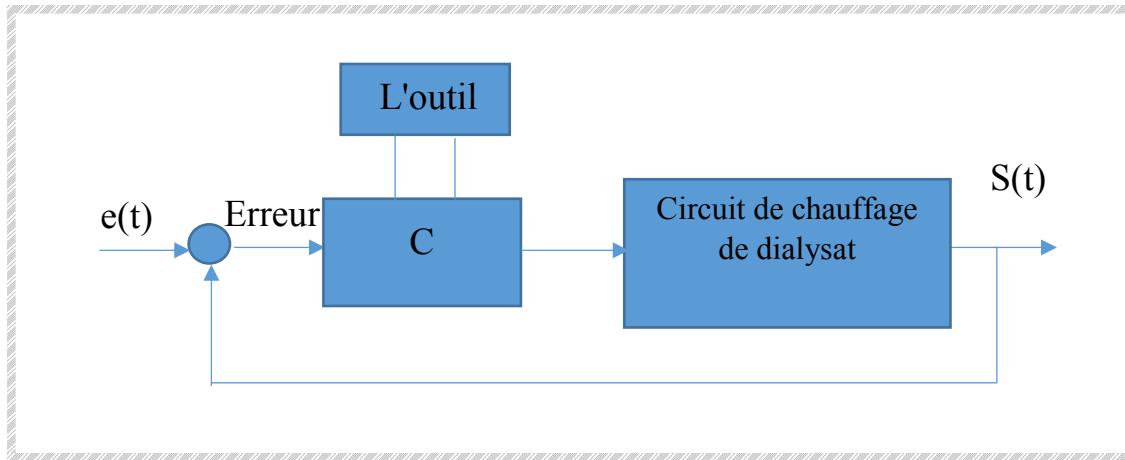 L'outil
e(t)
Erreur
C
Circuit de chauffage
de dialysat
S(t)